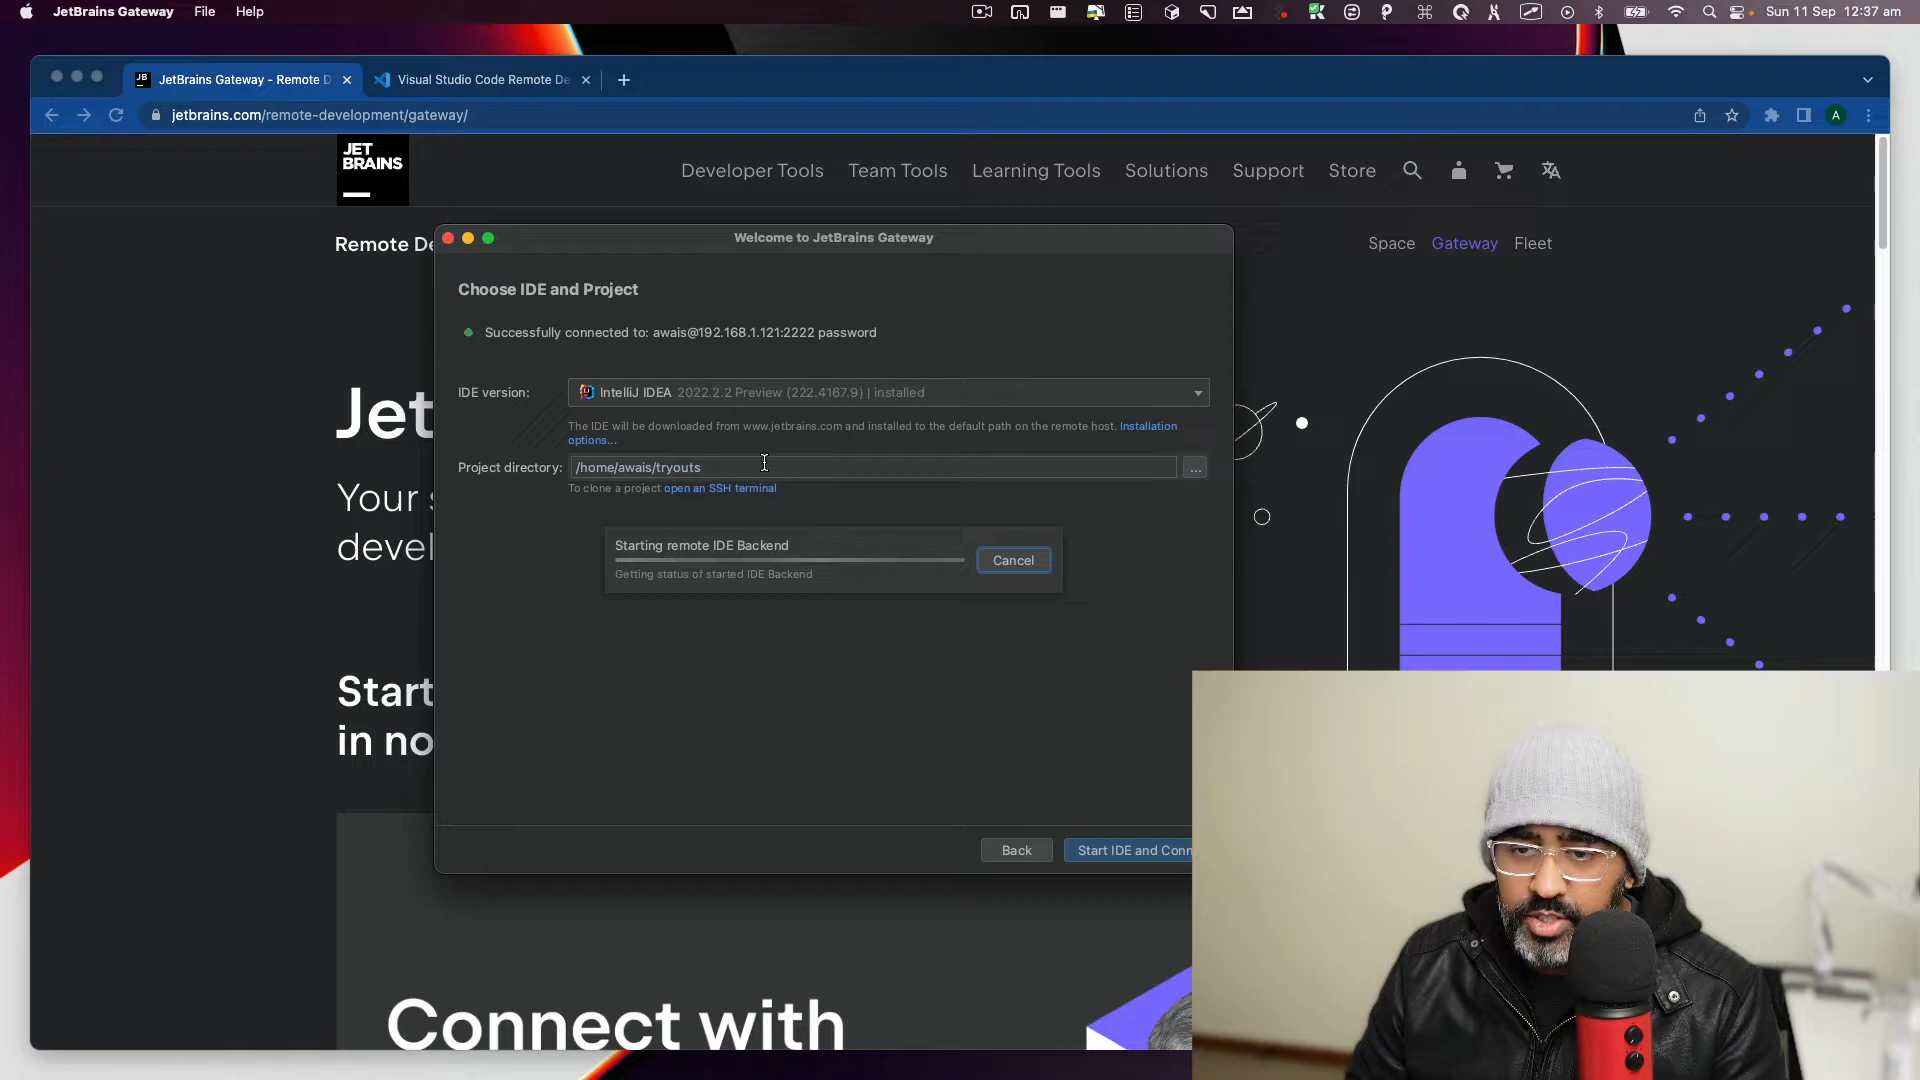 JetBrains Gateway File Help
Sun 11 Sep 12:37 am
JetBrains Gateway - Remote D
Visual Studio Code Remote De
jetbrains.com/remote-development/gateway/
A
JET
BRAINS
Developer Tools Team Tools Learning Tools Solutions Support Store
Remote De
Space Gateway Fleet
Welcome to JetBrains Gateway
Choose IDE and Project
Successfully connected to: awais@192.168.1.121:2222 password
IDE version: IntelliJ IDEA 2022.2.2 Preview (222.4167.9) | installed
The IDE will be downloaded from www.jetbrains.com and installed to the default path on the remote host. Installation
options...
Project directory: /home/awais/tryouts ...
To clone a project open an SSH terminal
Starting remote IDE Backend
Getting status of started IDE Backend
Cancel
Back Start IDE and Conn
Jet
Your s
devel
Start
in no
Connect with